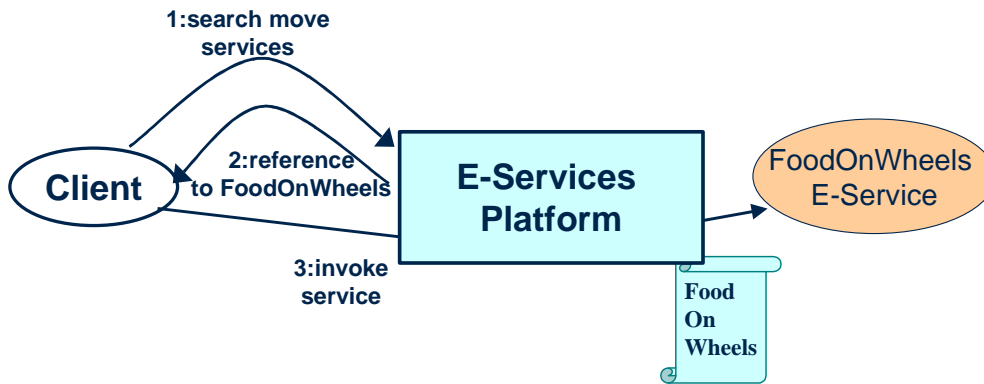 1:search move
services
2:reference
to FoodOnWheels
Client
E-Services
Platform
FoodOnWheels
E-Service
3:invoke
service
Food
On
Wheels